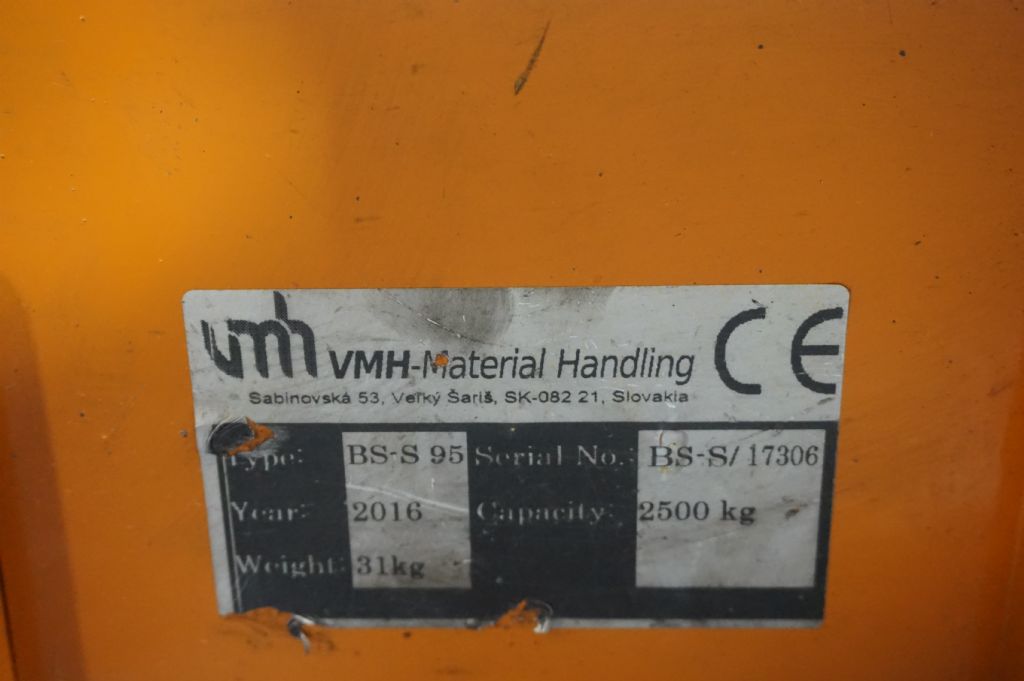 vmh VMH-Material Handling CE
Sabinovská 53, Veľký Šariš, SK-082 21, Slovakia
Type: BS-S 95 Serial No.: BS-S/ 17306
Year: 2016 Capacity: 2500 kg
Weight: 31kg